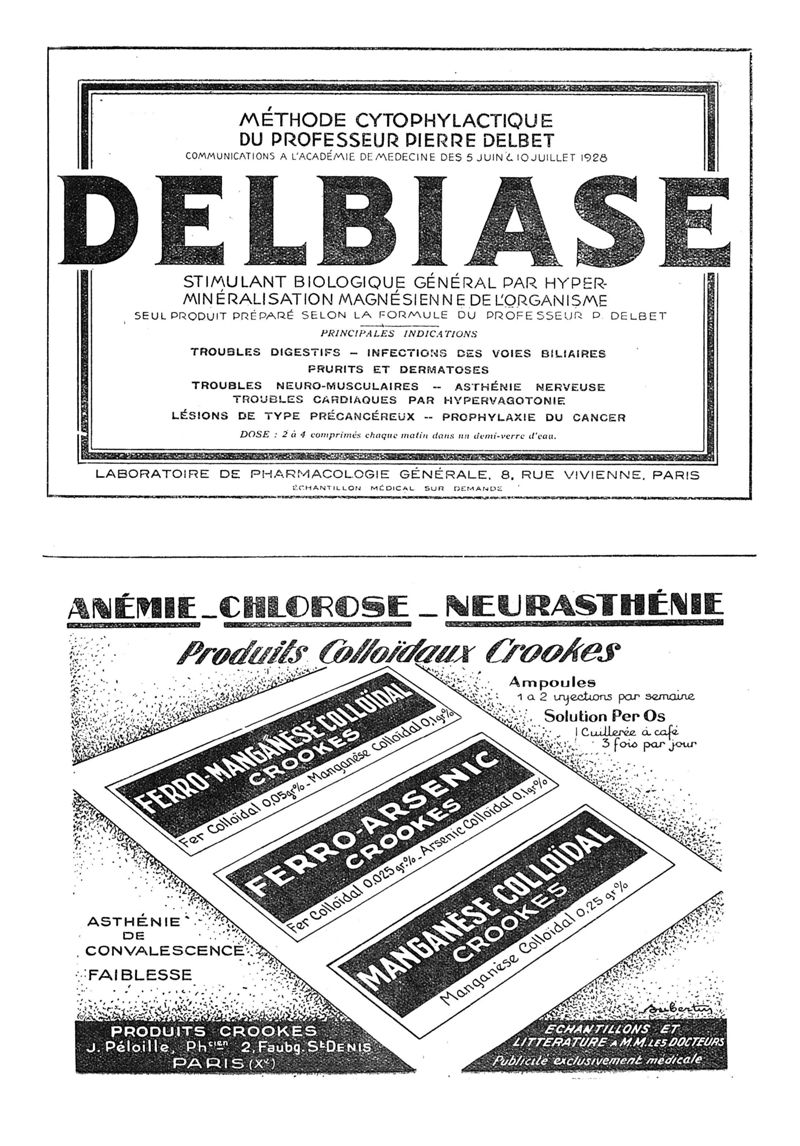 MÉTHODE CYTOPHYLACTIQUE
DU PROFESSEUR PIERRE DELBET
COMMUNICATIONS A L'ACADÉMIE DE MEDECINE DES 5 JUIN & 10 JUILLET 1928
DELBIASE
STIMULANT BIOLOGIQUE GÉNÉRAL PAR HYPER-
MINÉRALISATION MAGNÉSIENNE DE L'ORGANISME
SEUL PRODUIT PRÉPARÉ SELON LA FORMULE DU PROFESSEUR P. DELBET
PRINCIPALES INDICATIONS
TROUBLES DIGESTIFS – INFECTIONS DES VOIES BILIAIRES
PRURITS ET DERMATOSES
TROUBLES NEURO-MUSCULAIRES -- ASTHÉNIE NERVEUSE
TROUBLES CARDIAQUES PAR HYPERVAGOTONIE
LÉSIONS DE TYPE PRÉCANCÉREUX -- PROPHYLAXIE DU CANCER
DOSE : 2 à 4 comprimés chaque matin dans un demi-verre d'eau.
LABORATOIRE DE PHARMACOLOGIE GÉNÉRALE, 8, RUE VIVIENNE, PARIS
ÉCHANTILLON MÉDICAL SUR DEMANDE
ANÉMIE _ CHLOROSE _ NEURASTHÉNIE
Produits Colloïdaux Crookes
Ampoules
1 a 2 injections par semaine
Solution Per Os
1 Cuillerée à café
3 fois par jour
FERRO-MANGANÈSE COLLOÏDAL
CROOKES
Fer Colloïdal 0,05 gr% - Manganèse Colloïdal 0,1 gr%
FERRO-ARSENIC
CROOKES
Fer Colloïdal 0.025 gr.% - Arsenic Colloïdal 0,1 gr%
MANGANÈSE COLLOÏDAL
CROOKES
Manganèse Colloïdal 0,25 gr%
ASTHÉNIE
DE
CONVALESCENCE
FAIBLESSE
PRODUITS CROOKES
J. Péloille, Phcien 2, Faubg. St DENIS
PARIS (Xe)
ECHANTILLONS ET
LITTERATURE A M.M. LES DOCTEURS
Publicité exclusivement médicale